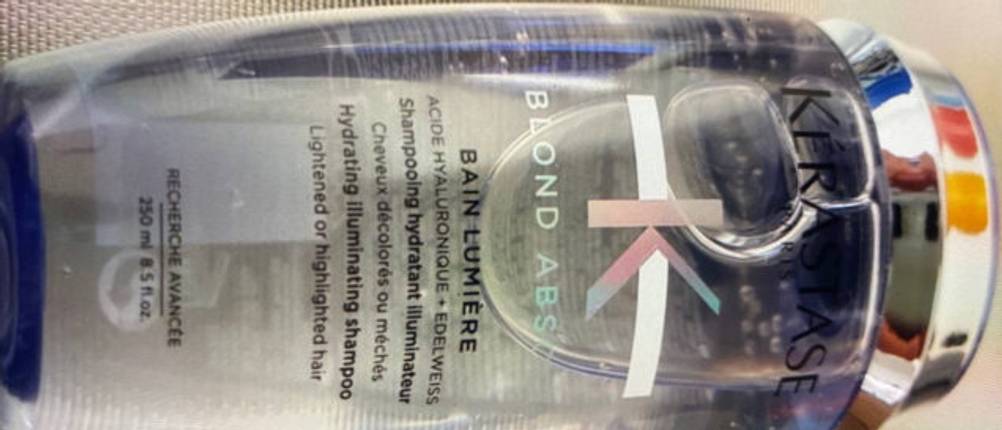 KÉRASTASE
K
BLOND ABS
BAIN LUMIÈRE
ACIDE HYALURONIQUE + EDELWEISS
Shampooing hydratant illuminateur
Cheveux décolorés ou méchés
Hydrating illuminating shampoo
Lightened or highlighted hair
RECHERCHE AVANCÉE
250 ml 8.5 fl.oz.